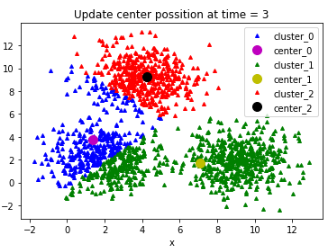 Update center possition at time = 3
12
10
8
6
4
2
0
−2
cluster_0
center_0
cluster_1
center_1
cluster_2
center_2
−2 0 2 4 6 8 10 12
x